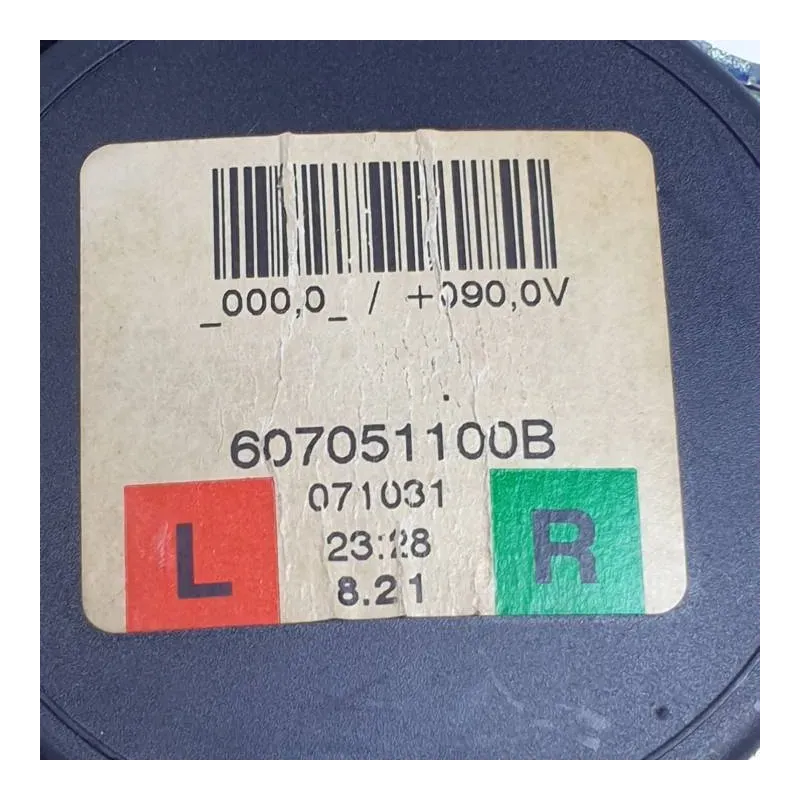 _000,0_ / +090,0V
607051100B
071031
23:28
L R
8.21